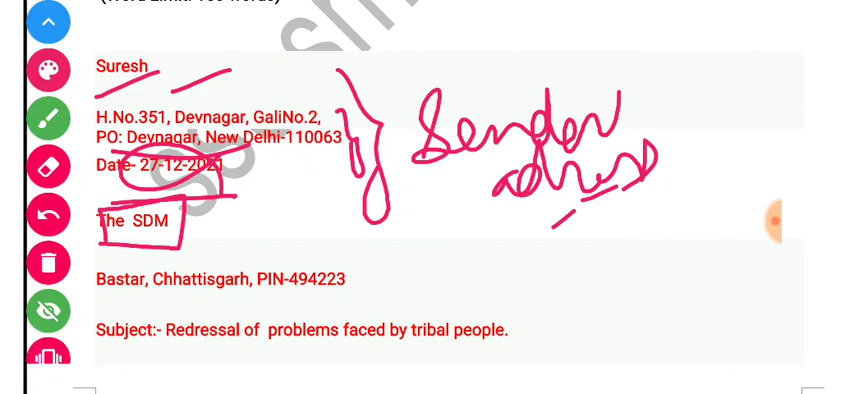 Suresh
H.No.351, Devnagar, GaliNo.2,
PO: Devnagar, New Delhi-110063
Date- 27-12-2021
Sender
adress
The SDM
Bastar, Chhattisgarh, PIN-494223
Subject:- Redressal of problems faced by tribal people.